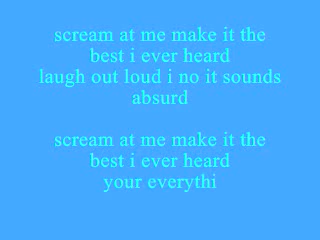 scream at me make it the
best i ever heard
laugh out loud i no it sounds
absurd
scream at me make it the
best i ever heard
your everythi